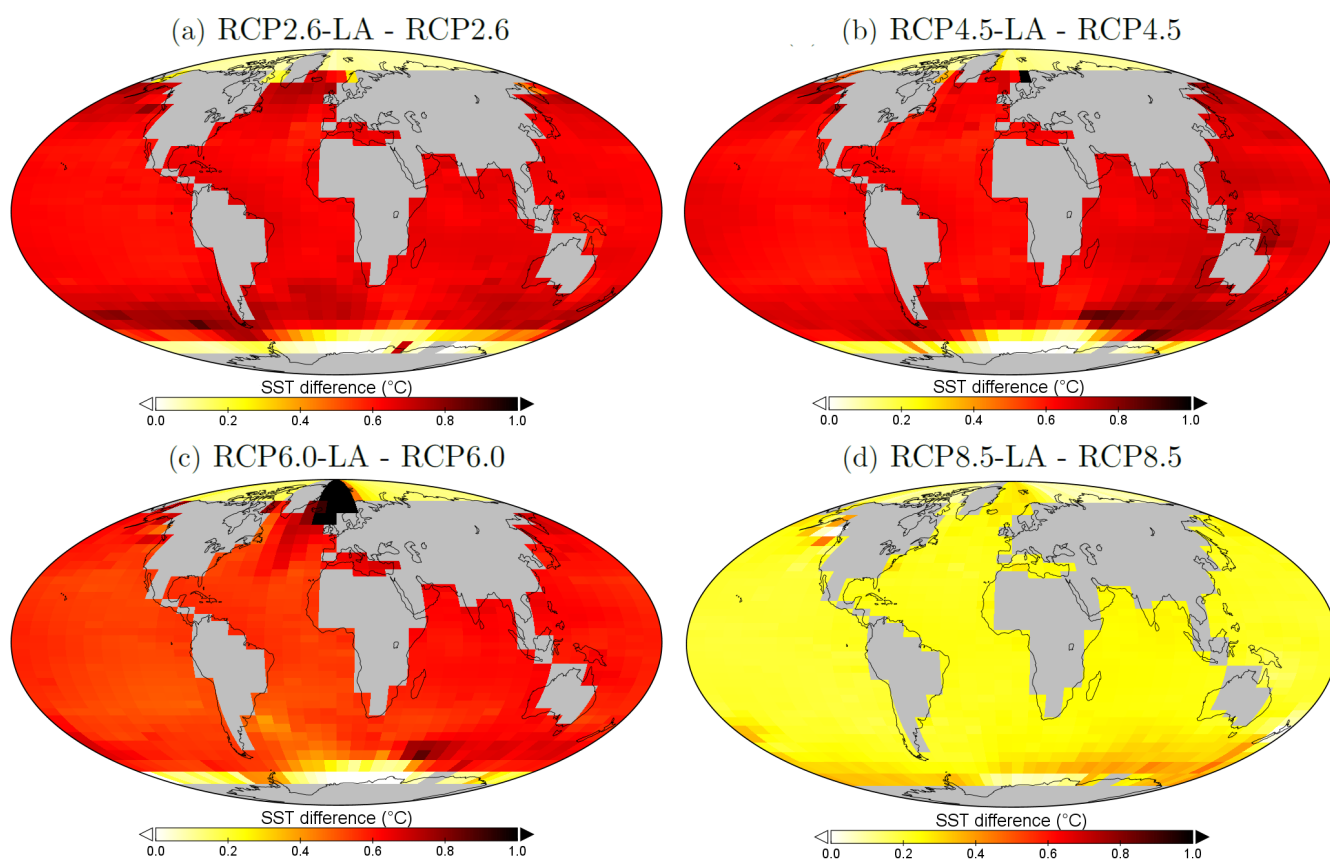 (a) RCP2.6-LA - RCP2.6
(b) RCP4.5-LA - RCP4.5
SST difference (°C)
0.0 0.2 0.4 0.6 0.8 1.0
SST difference (°C)
0.0 0.2 0.4 0.6 0.8 1.0
(c) RCP6.0-LA - RCP6.0
(d) RCP8.5-LA - RCP8.5
SST difference (°C)
0.0 0.2 0.4 0.6 0.8 1.0
SST difference (°C)
0.0 0.2 0.4 0.6 0.8 1.0